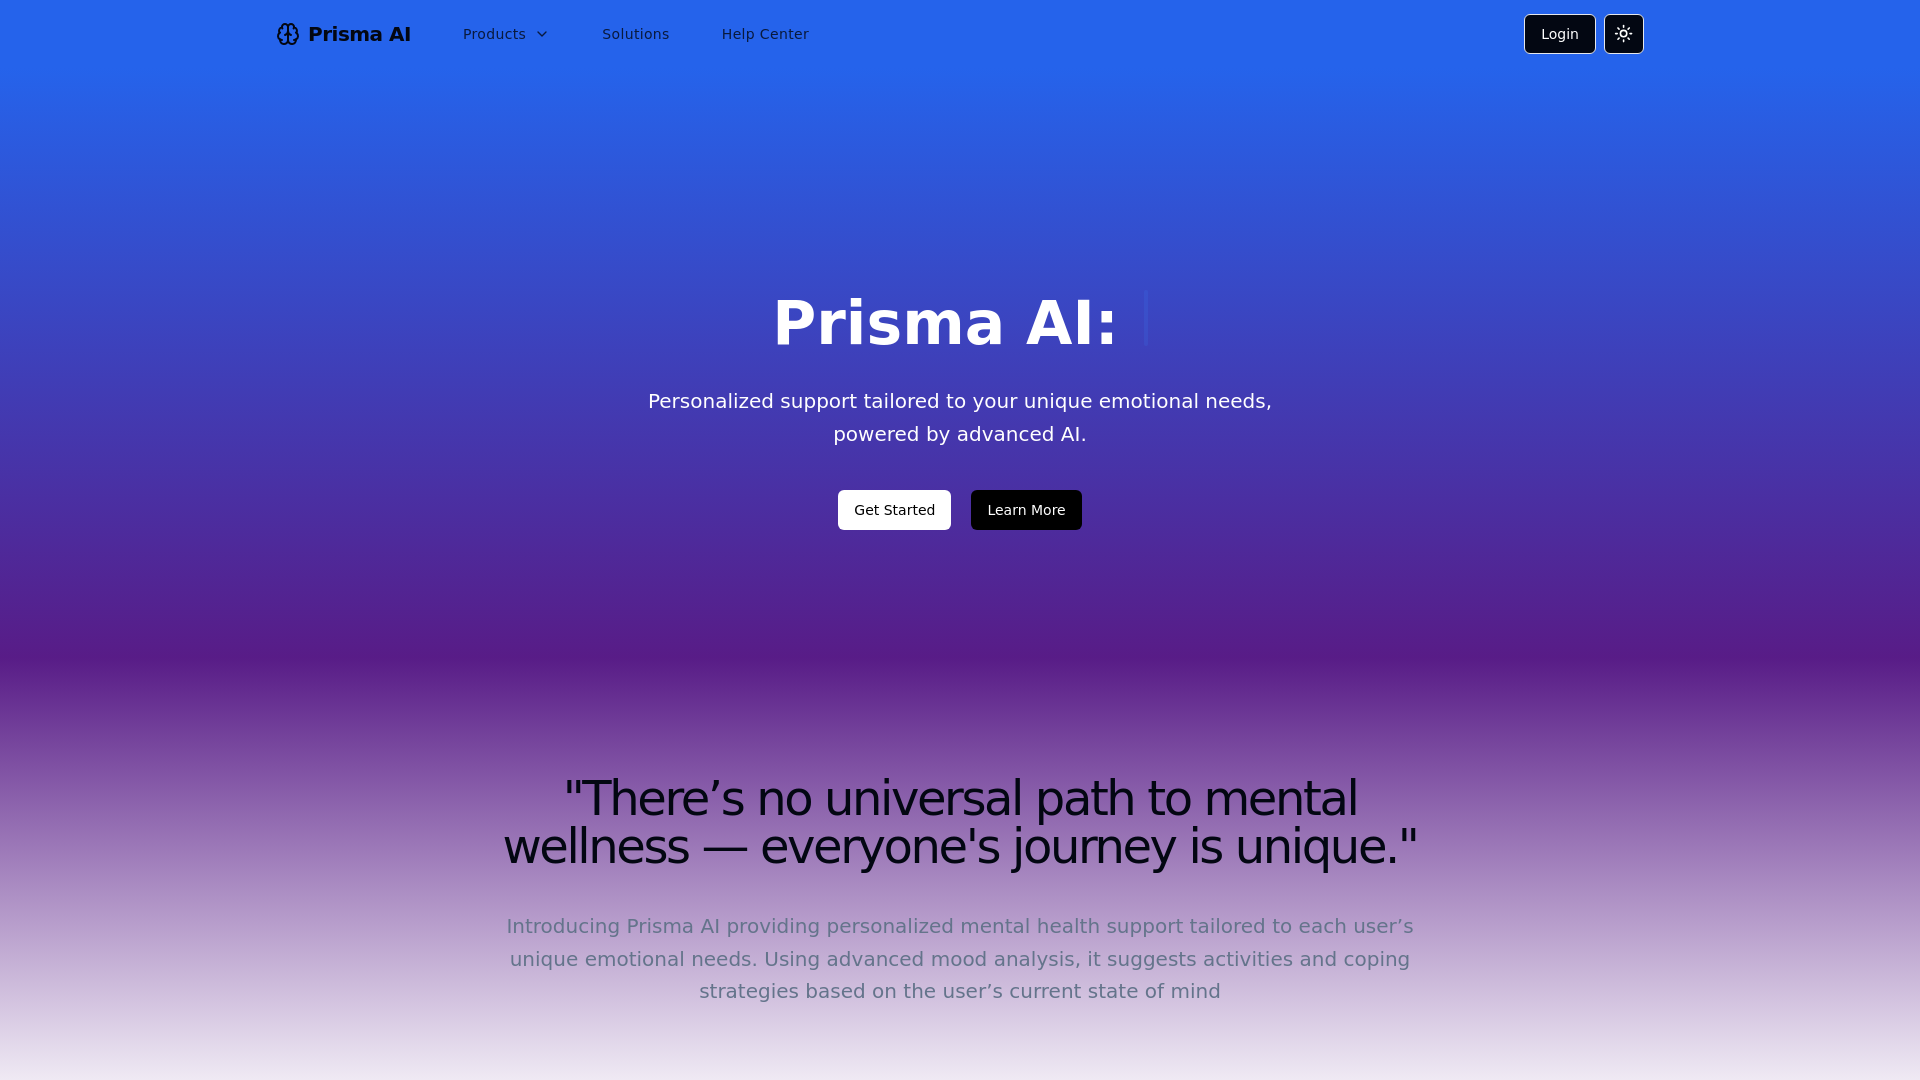 Prisma AI
Products
Solutions
Help Center
Login
Prisma AI:
Personalized support tailored to your unique emotional needs,
powered by advanced AI.
Get Started
Learn More
"There’s no universal path to mental
wellness — everyone's journey is unique."
Introducing Prisma AI providing personalized mental health support tailored to each user’s
unique emotional needs. Using advanced mood analysis, it suggests activities and coping
strategies based on the user’s current state of mind